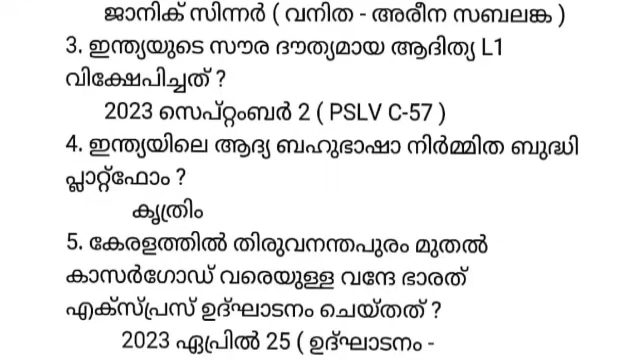 ജാനിക് സിന്നർ ( വനിത - അരീന സബലങ്ക )
3. ഇന്ത്യയുടെ സൗര ദൗത്യമായ ആദിത്യ L1
വിക്ഷേപിച്ചത് ?
2023 സെപ്റ്റംബർ 2 ( PSLV C-57 )
4. ഇന്ത്യയിലെ ആദ്യ ബഹുഭാഷാ നിർമ്മിത ബുദ്ധി
പ്ലാറ്റ്ഫോം ?
കൃത്രിം
5. കേരളത്തിൽ തിരുവനന്തപുരം മുതൽ
കാസർഗോഡ് വരെയുള്ള വന്ദേ ഭാരത്
എക്സ്പ്രസ് ഉദ്ഘാടനം ചെയ്തത് ?
2023 ഏപ്രിൽ 25 ( ഉദ്ഘാടനം -